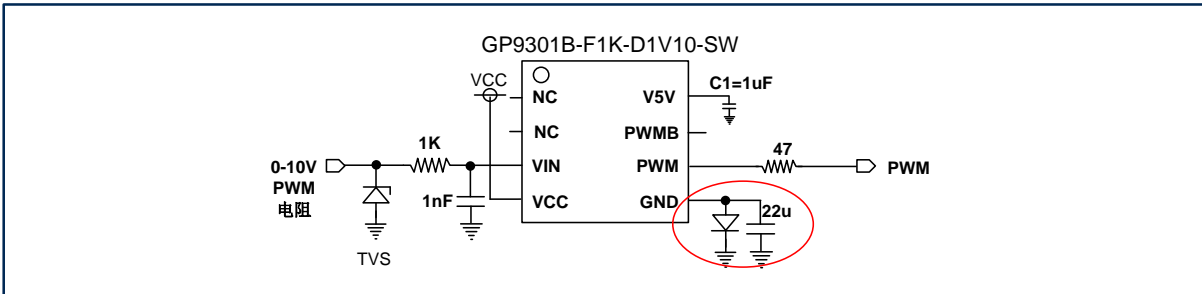 GP9301B-F1K-D1V10-SW
VCC
NC
V5V
C1=1uF
NC
PWMB
1K
47
0-10V
PWM
电阻
VIN
PWM
PWM
1nF
VCC
GND
22u
TVS